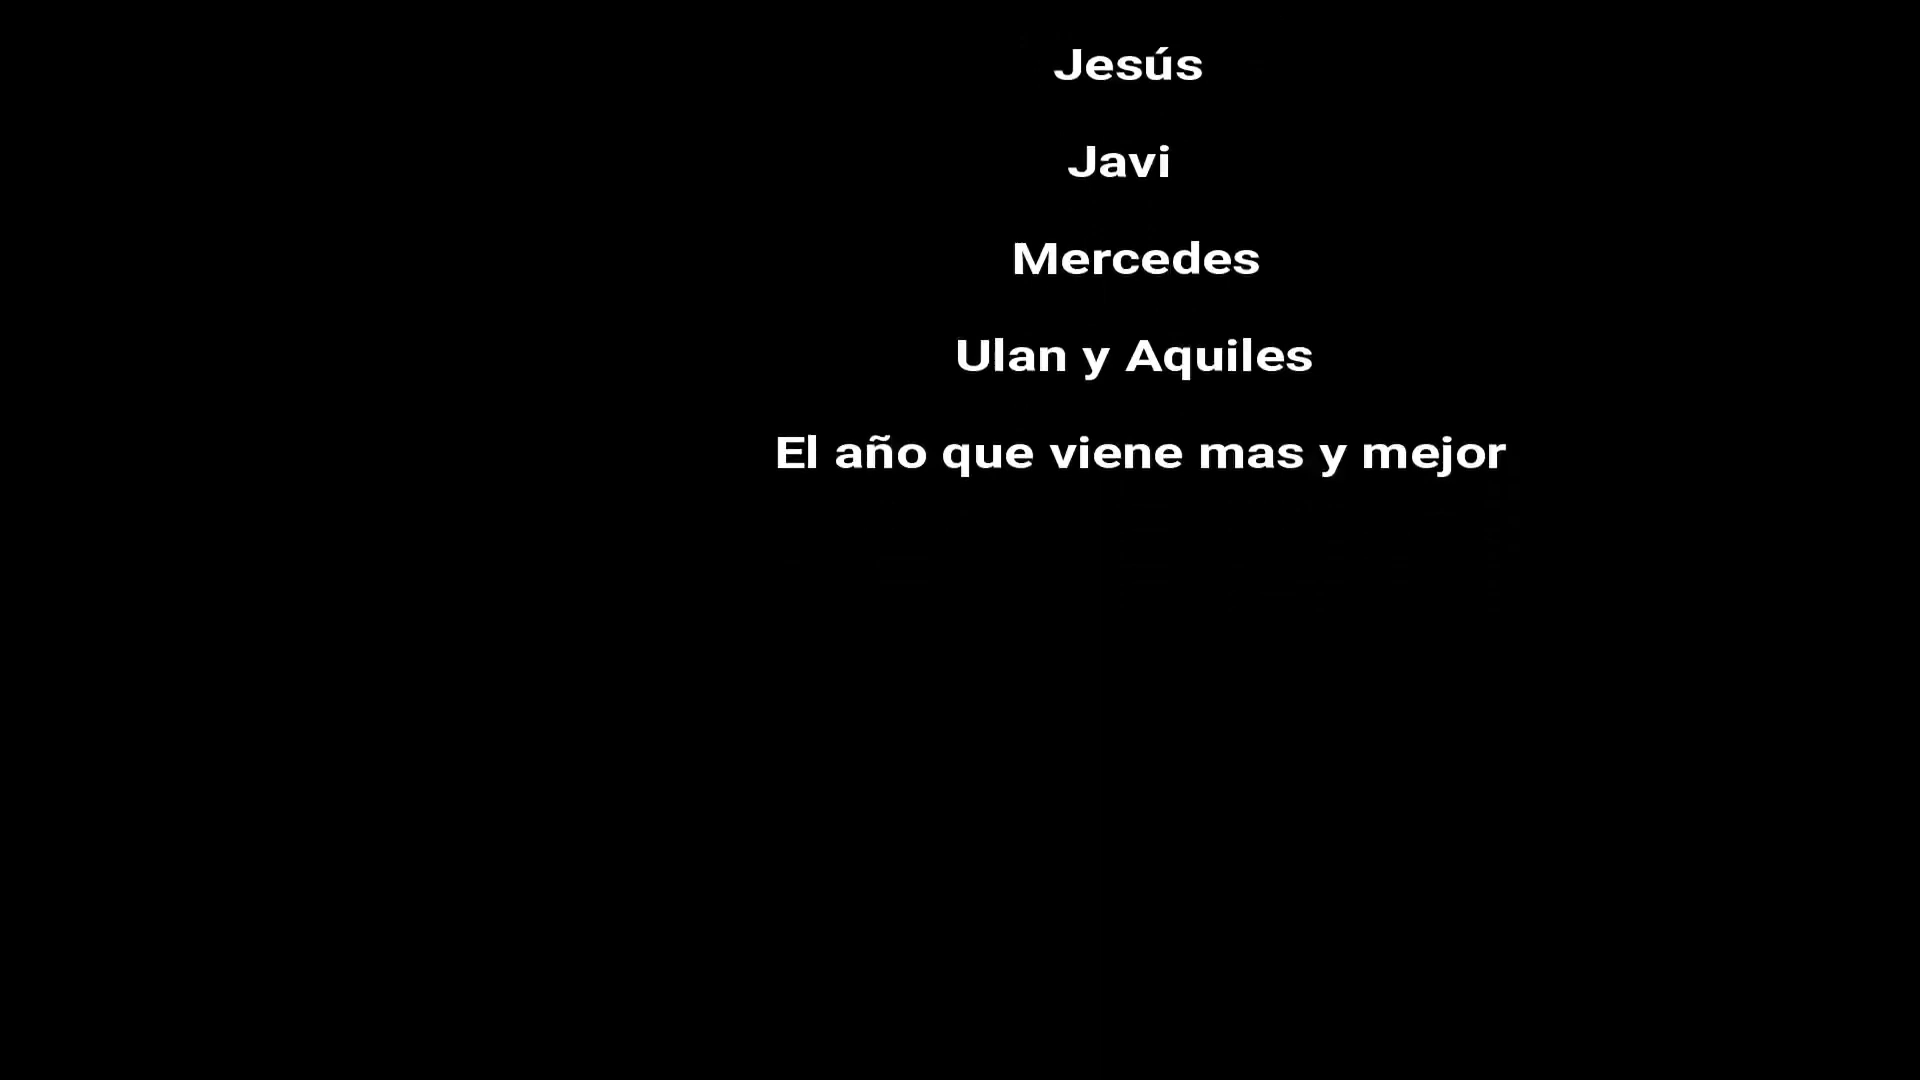 Jesús
Javi
Mercedes
Ulan y Aquiles
El año que viene mas y mejor